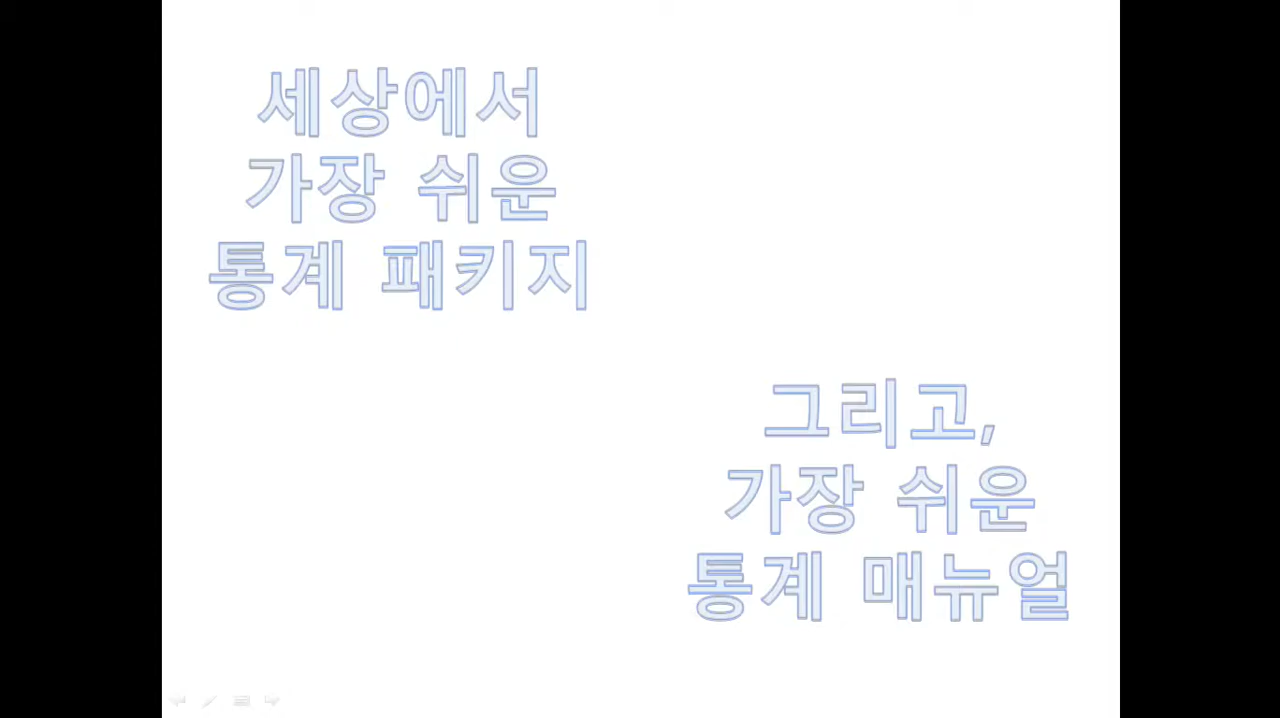 세상에서
가장 쉬운
통계 패키지
그리고,
가장 쉬운
통계 매뉴얼